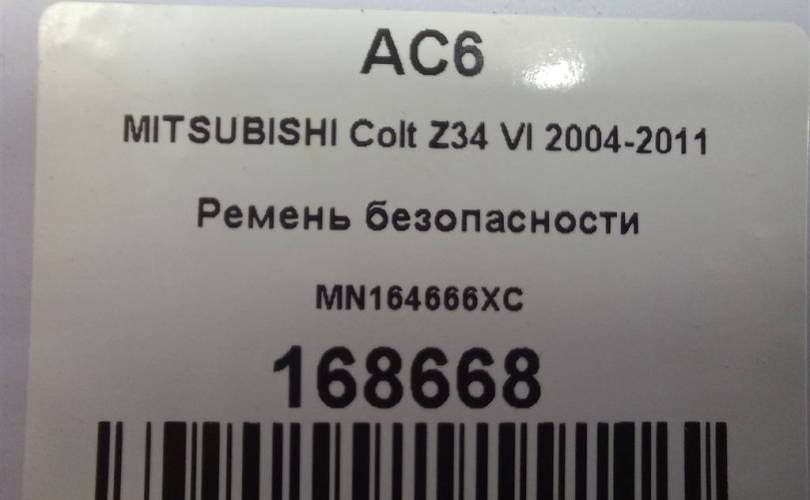 AC6
MITSUBISHI Colt Z34 VI 2004-2011
Ремень безопасности
MN164666XC
168668